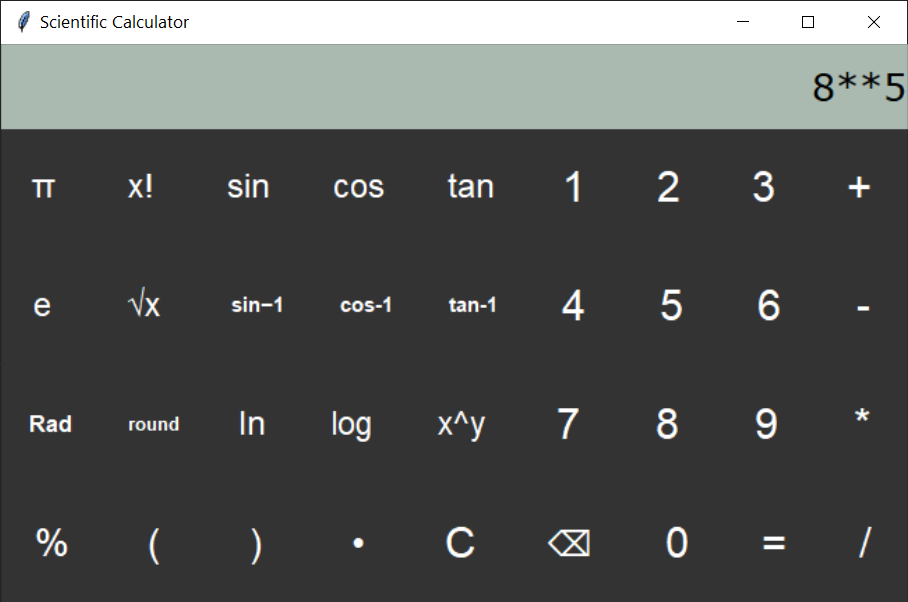 Scientific Calculator
8**5
π x! sin cos tan 1 2 3 +
e √x sin−1 cos-1 tan-1 4 5 6 -
Rad round ln log x^y 7 8 9 *
% ( ) • C ⌫ 0 = /